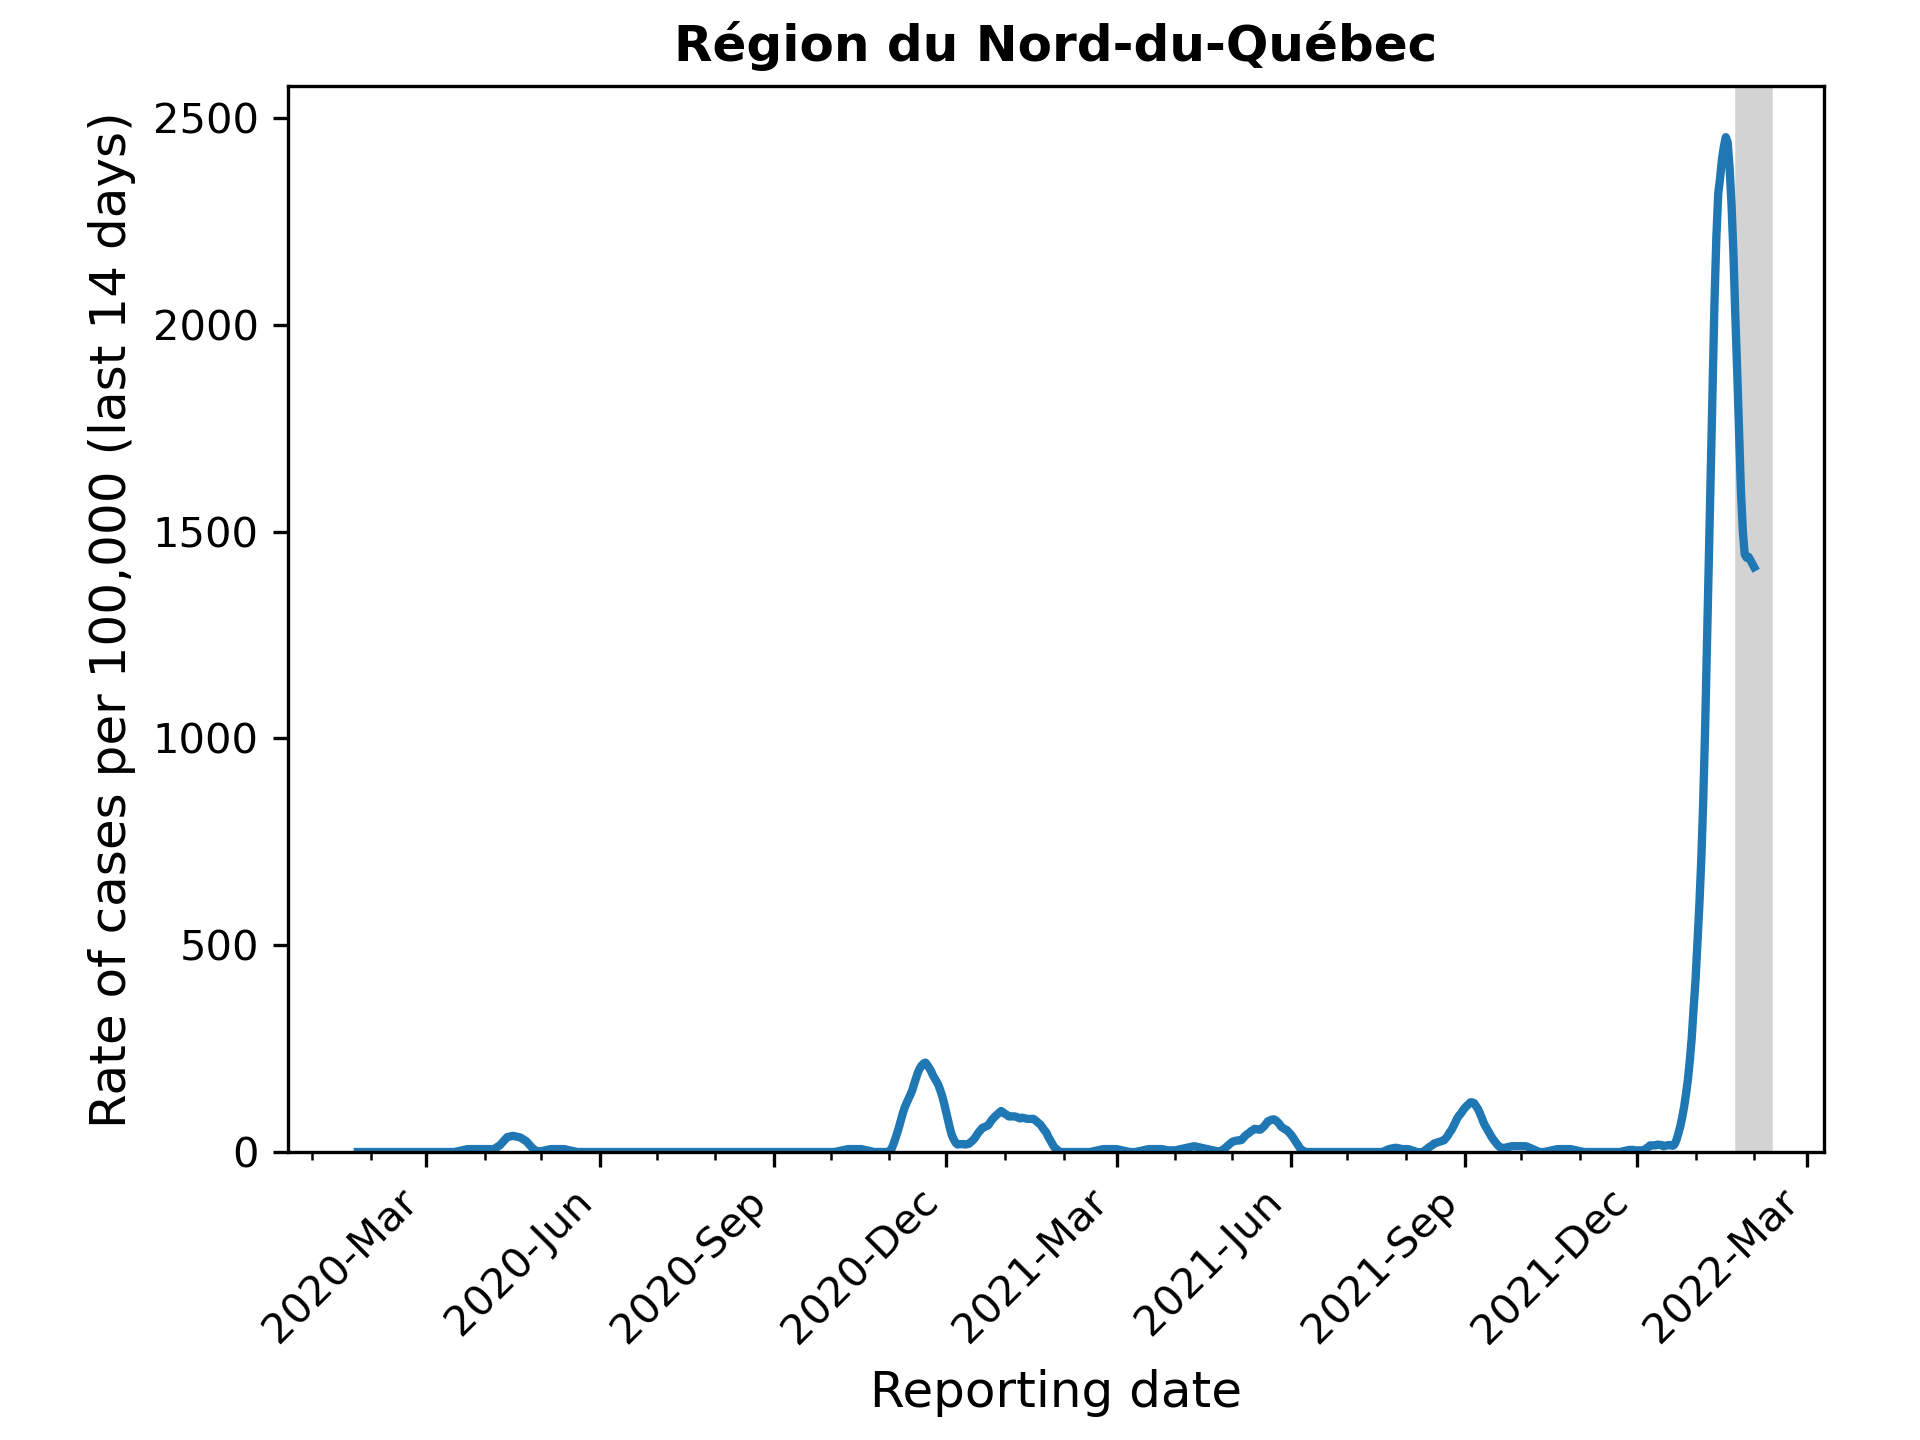 Région du Nord-du-Québec
Rate of cases per 100,000 (last 14 days)
2500
2000
1500
1000
500
0
2020-Mar
2020-Jun
2020-Sep
2020-Dec
2021-Mar
2021-Jun
2021-Sep
2021-Dec
2022-Mar
Reporting date